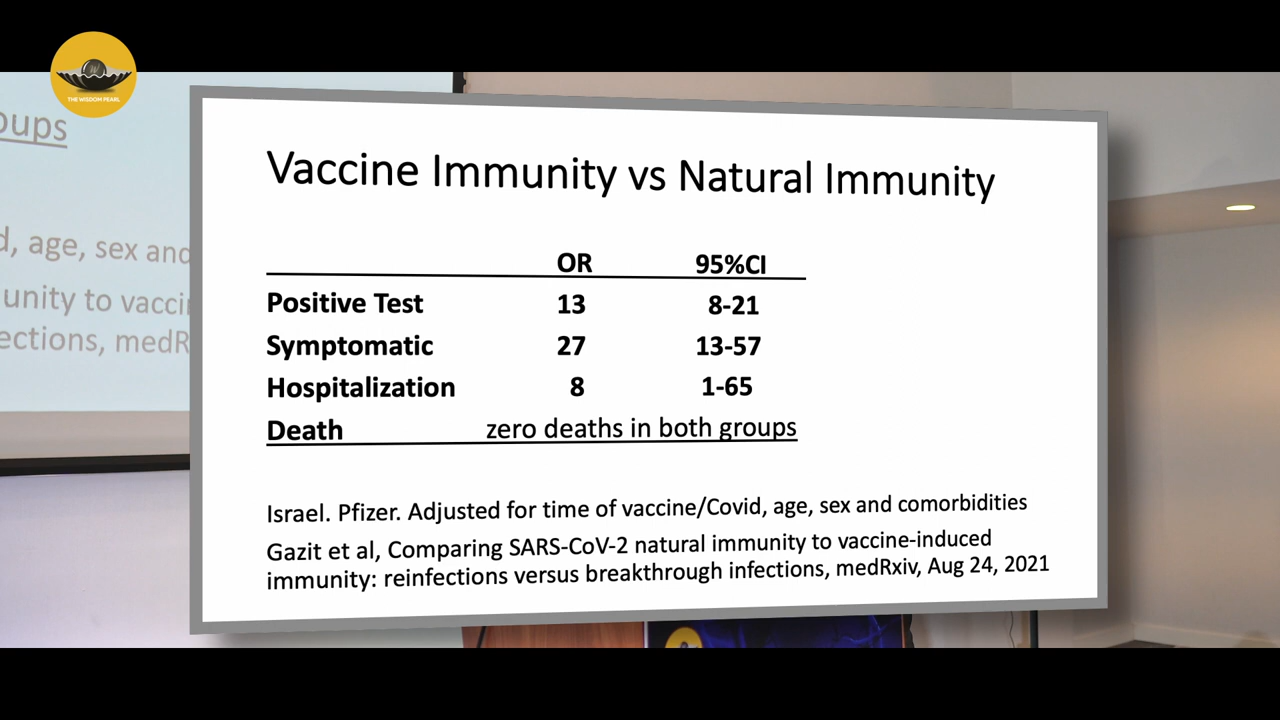 THE WISDOM PEARL
oups
d, age, sex and
unity to vacci
ections, medR
Vaccine Immunity vs Natural Immunity
OR 95%CI
Positive Test 13 8-21
Symptomatic 27 13-57
Hospitalization 8 1-65
Death zero deaths in both groups
Israel. Pfizer. Adjusted for time of vaccine/Covid, age, sex and comorbidities
Gazit et al, Comparing SARS-CoV-2 natural immunity to vaccine-induced
immunity: reinfections versus breakthrough infections, medRxiv, Aug 24, 2021